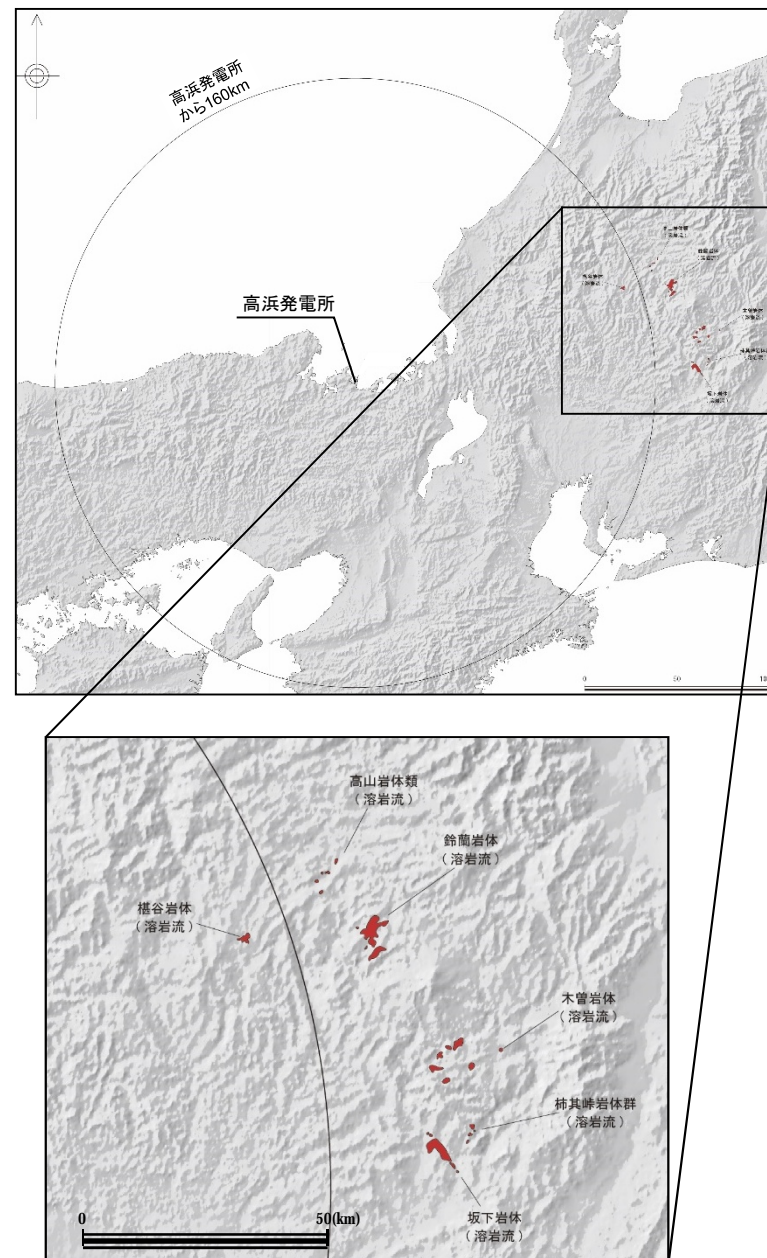 高浜発電所
から160km
高浜発電所
0
50
高山岩体類
（溶岩流）
鈴蘭岩体
（溶岩流）
椹谷岩体
（溶岩流）
木曽岩体
（溶岩流）
柿其峠岩体群
（溶岩流）
坂下岩体
（溶岩流）
0
50(km)